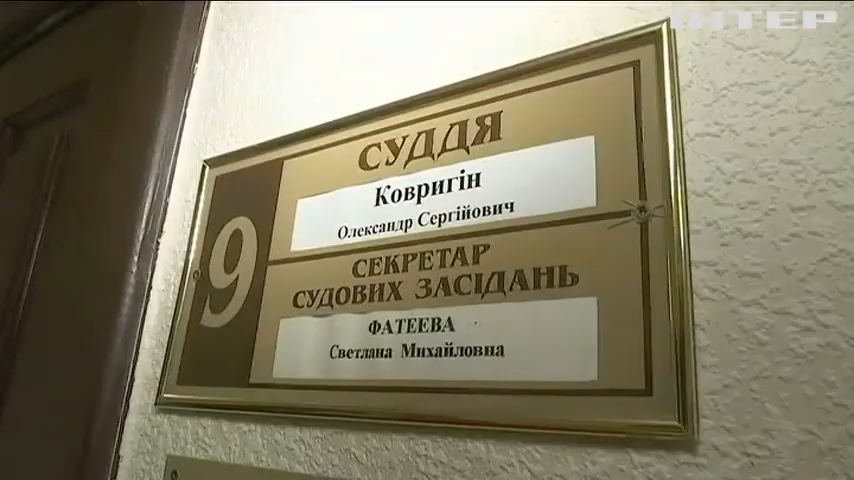 ІНТЕР
СУДДЯ
Ковригін
Олександр Сергійович
9
СЕКРЕТАР
СУДОВИХ ЗАСІДАНЬ
ФАТЕЕВА
Светлана Михайловна